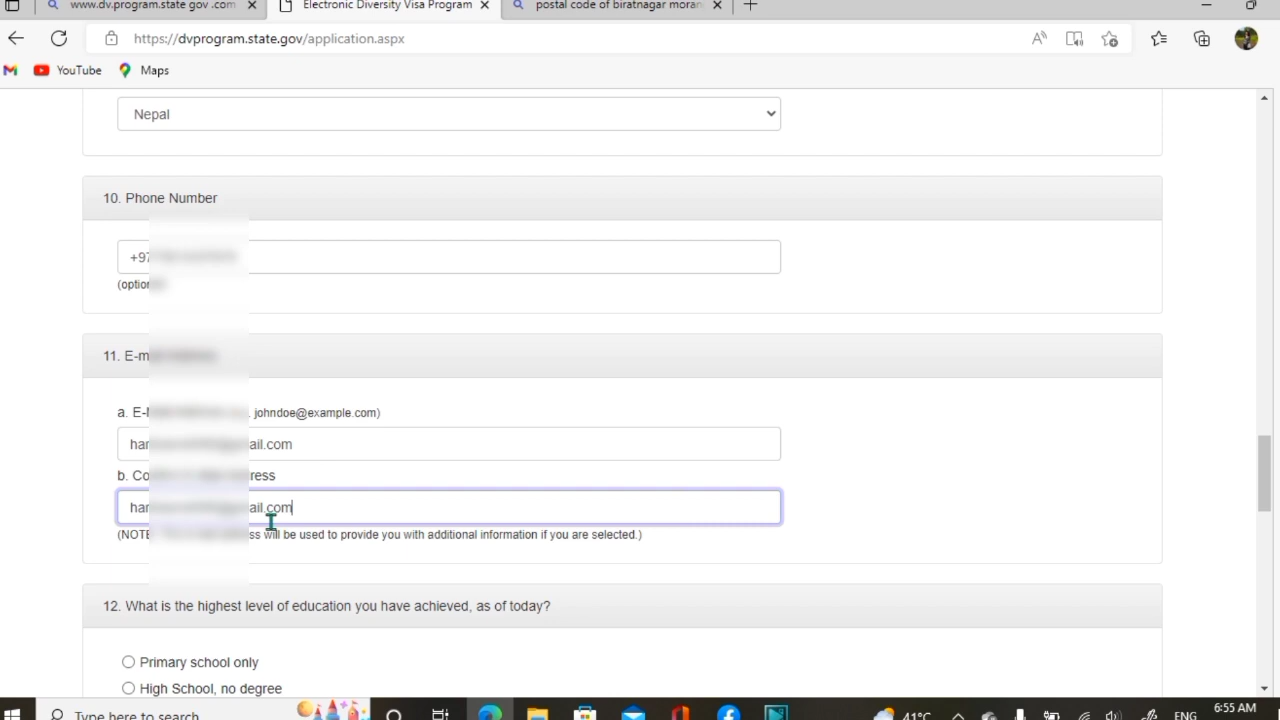 www.dv.program.state gov .com
Electronic Diversity Visa Program
postal code of biratnagar moran
https://dvprogram.state.gov/application.aspx
YouTube
Maps
Nepal
10. Phone Number
+97
(option
11. E-m
a. E- johndoe@example.com)
har ail.com
b. Co ress
har ail.com
(NOTE ss will be used to provide you with additional information if you are selected.)
12. What is the highest level of education you have achieved, as of today?
Primary school only
High School, no degree
Type here to search
41°C
ENG
6:55 AM